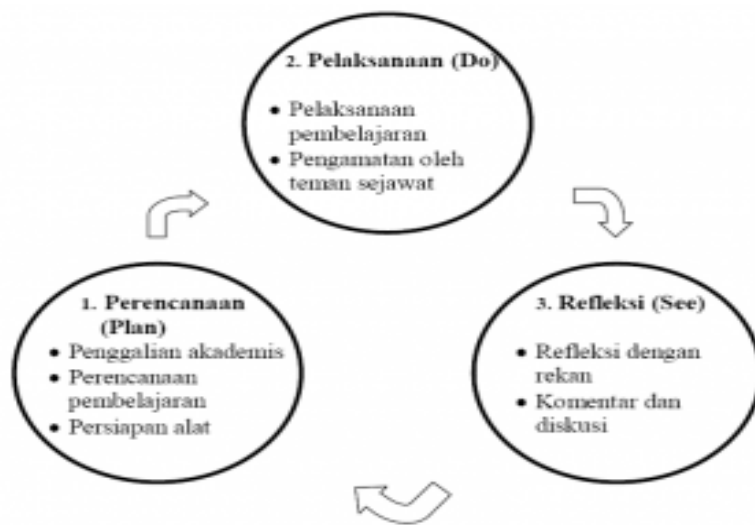 2. Pelaksanaan (Do)
• Pelaksanaan
pembelajaran
• Pengamatan oleh
teman sejawat
1. Perencanaan
(Plan)
• Penggalian akademis
• Perencanaan
pembelajaran
• Persiapan alat
3. Refleksi (See)
• Refleksi dengan
rekan
• Komentar dan
diskusi